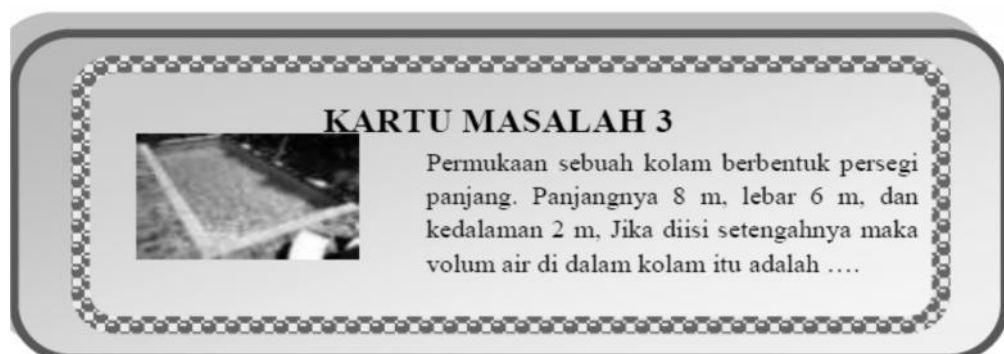 KARTU MASALAH 3
Permukaan sebuah kolam berbentuk persegi
panjang. Panjangnya 8 m, lebar 6 m, dan
kedalaman 2 m, Jika diisi setengahnya maka
volum air di dalam kolam itu adalah ….